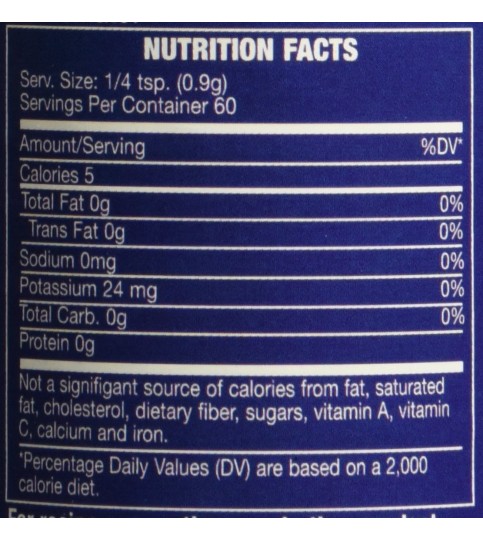 NUTRITION FACTS
Serv. Size: 1/4 tsp. (0.9g)
Servings Per Container 60
Amount/Serving %DV*
Calories 5
Total Fat 0g 0%
Trans Fat 0g 0%
Sodium 0mg 0%
Potassium 24 mg 0%
Total Carb. 0g 0%
Protein 0g
Not a signifigant source of calories from fat, saturated
fat, cholesterol, dietary fiber, sugars, vitamin A, vitamin
C, calcium and iron.
*Percentage Daily Values (DV) are based on a 2,000
calorie diet.
For